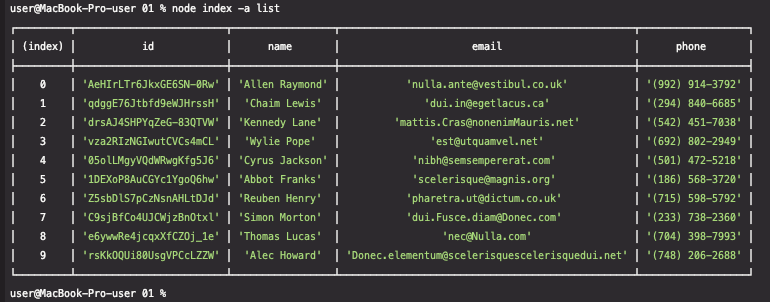 user@MacBook-Pro-user 01 % node index -a list
(index) id name email phone
0 'AeHIrLTr6JkxGE6SN-0Rw' 'Allen Raymond' 'nulla.ante@vestibul.co.uk' '(992) 914-3792'
1 'qdggE76Jtbfd9eWJHrssH' 'Chaim Lewis' 'dui.in@egetlacus.ca' '(294) 840-6685'
2 'drsAJ4SHPYqZeG-83QTVW' 'Kennedy Lane' 'mattis.Cras@nonenimMauris.net' '(542) 451-7038'
3 'vza2RIzNGIwutCVCs4mCL' 'Wylie Pope' 'est@utquamvel.net' '(692) 802-2949'
4 '05olLMgyVQdWRwgKfg5J6' 'Cyrus Jackson' 'nibh@semsempererat.com' '(501) 472-5218'
5 '1DEXoP8AuCGYc1YgoQ6hw' 'Abbot Franks' 'scelerisque@magnis.org' '(186) 568-3720'
6 'Z5sbDlS7pCzNsnAHLtDJd' 'Reuben Henry' 'pharetra.ut@dictum.co.uk' '(715) 598-5792'
7 'C9sjBfCo4UJCWjzBnOtxl' 'Simon Morton' 'dui.Fusce.diam@Donec.com' '(233) 738-2360'
8 'e6ywwRe4jcqxXfCZOj_1e' 'Thomas Lucas' 'nec@Nulla.com' '(704) 398-7993'
9 'rsKkOQUi80UsgVPCcLZZW' 'Alec Howard' 'Donec.elementum@scelerisquescelerisquedui.net' '(748) 206-2688'
user@MacBook-Pro-user 01 %